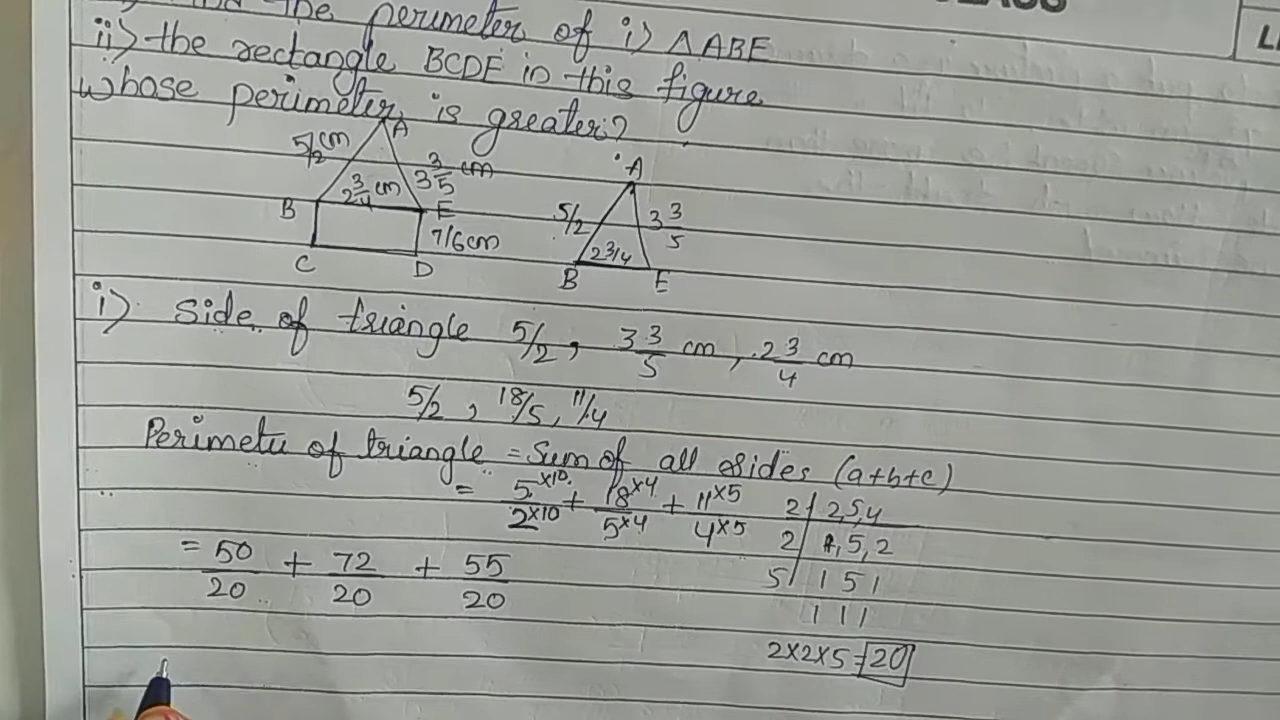 the perimeter of i) △ABE
ii) the rectangle BCDE in this figure
Whose perimeter is greater?
5/2 cm A 3 3/5 cm
2 3/4 cm
B E
7/6cm
C D
A
5/2 3 3/5
2 3/4
B E
i) Side of triangle 5/2, 3 3/5 cm, 2 3/4 cm
5/2, 18/5, 11/4
Perimetu of triangle = Sum of all sides (a+b+c)
= 5×10/2×10 + 18×4/5×4 + 11×5/4×5
2 2,5,4
2 1,5,2
5 1 5 1
1 1 1
2×2×5=20
= 50/20 + 72/20 + 55/20